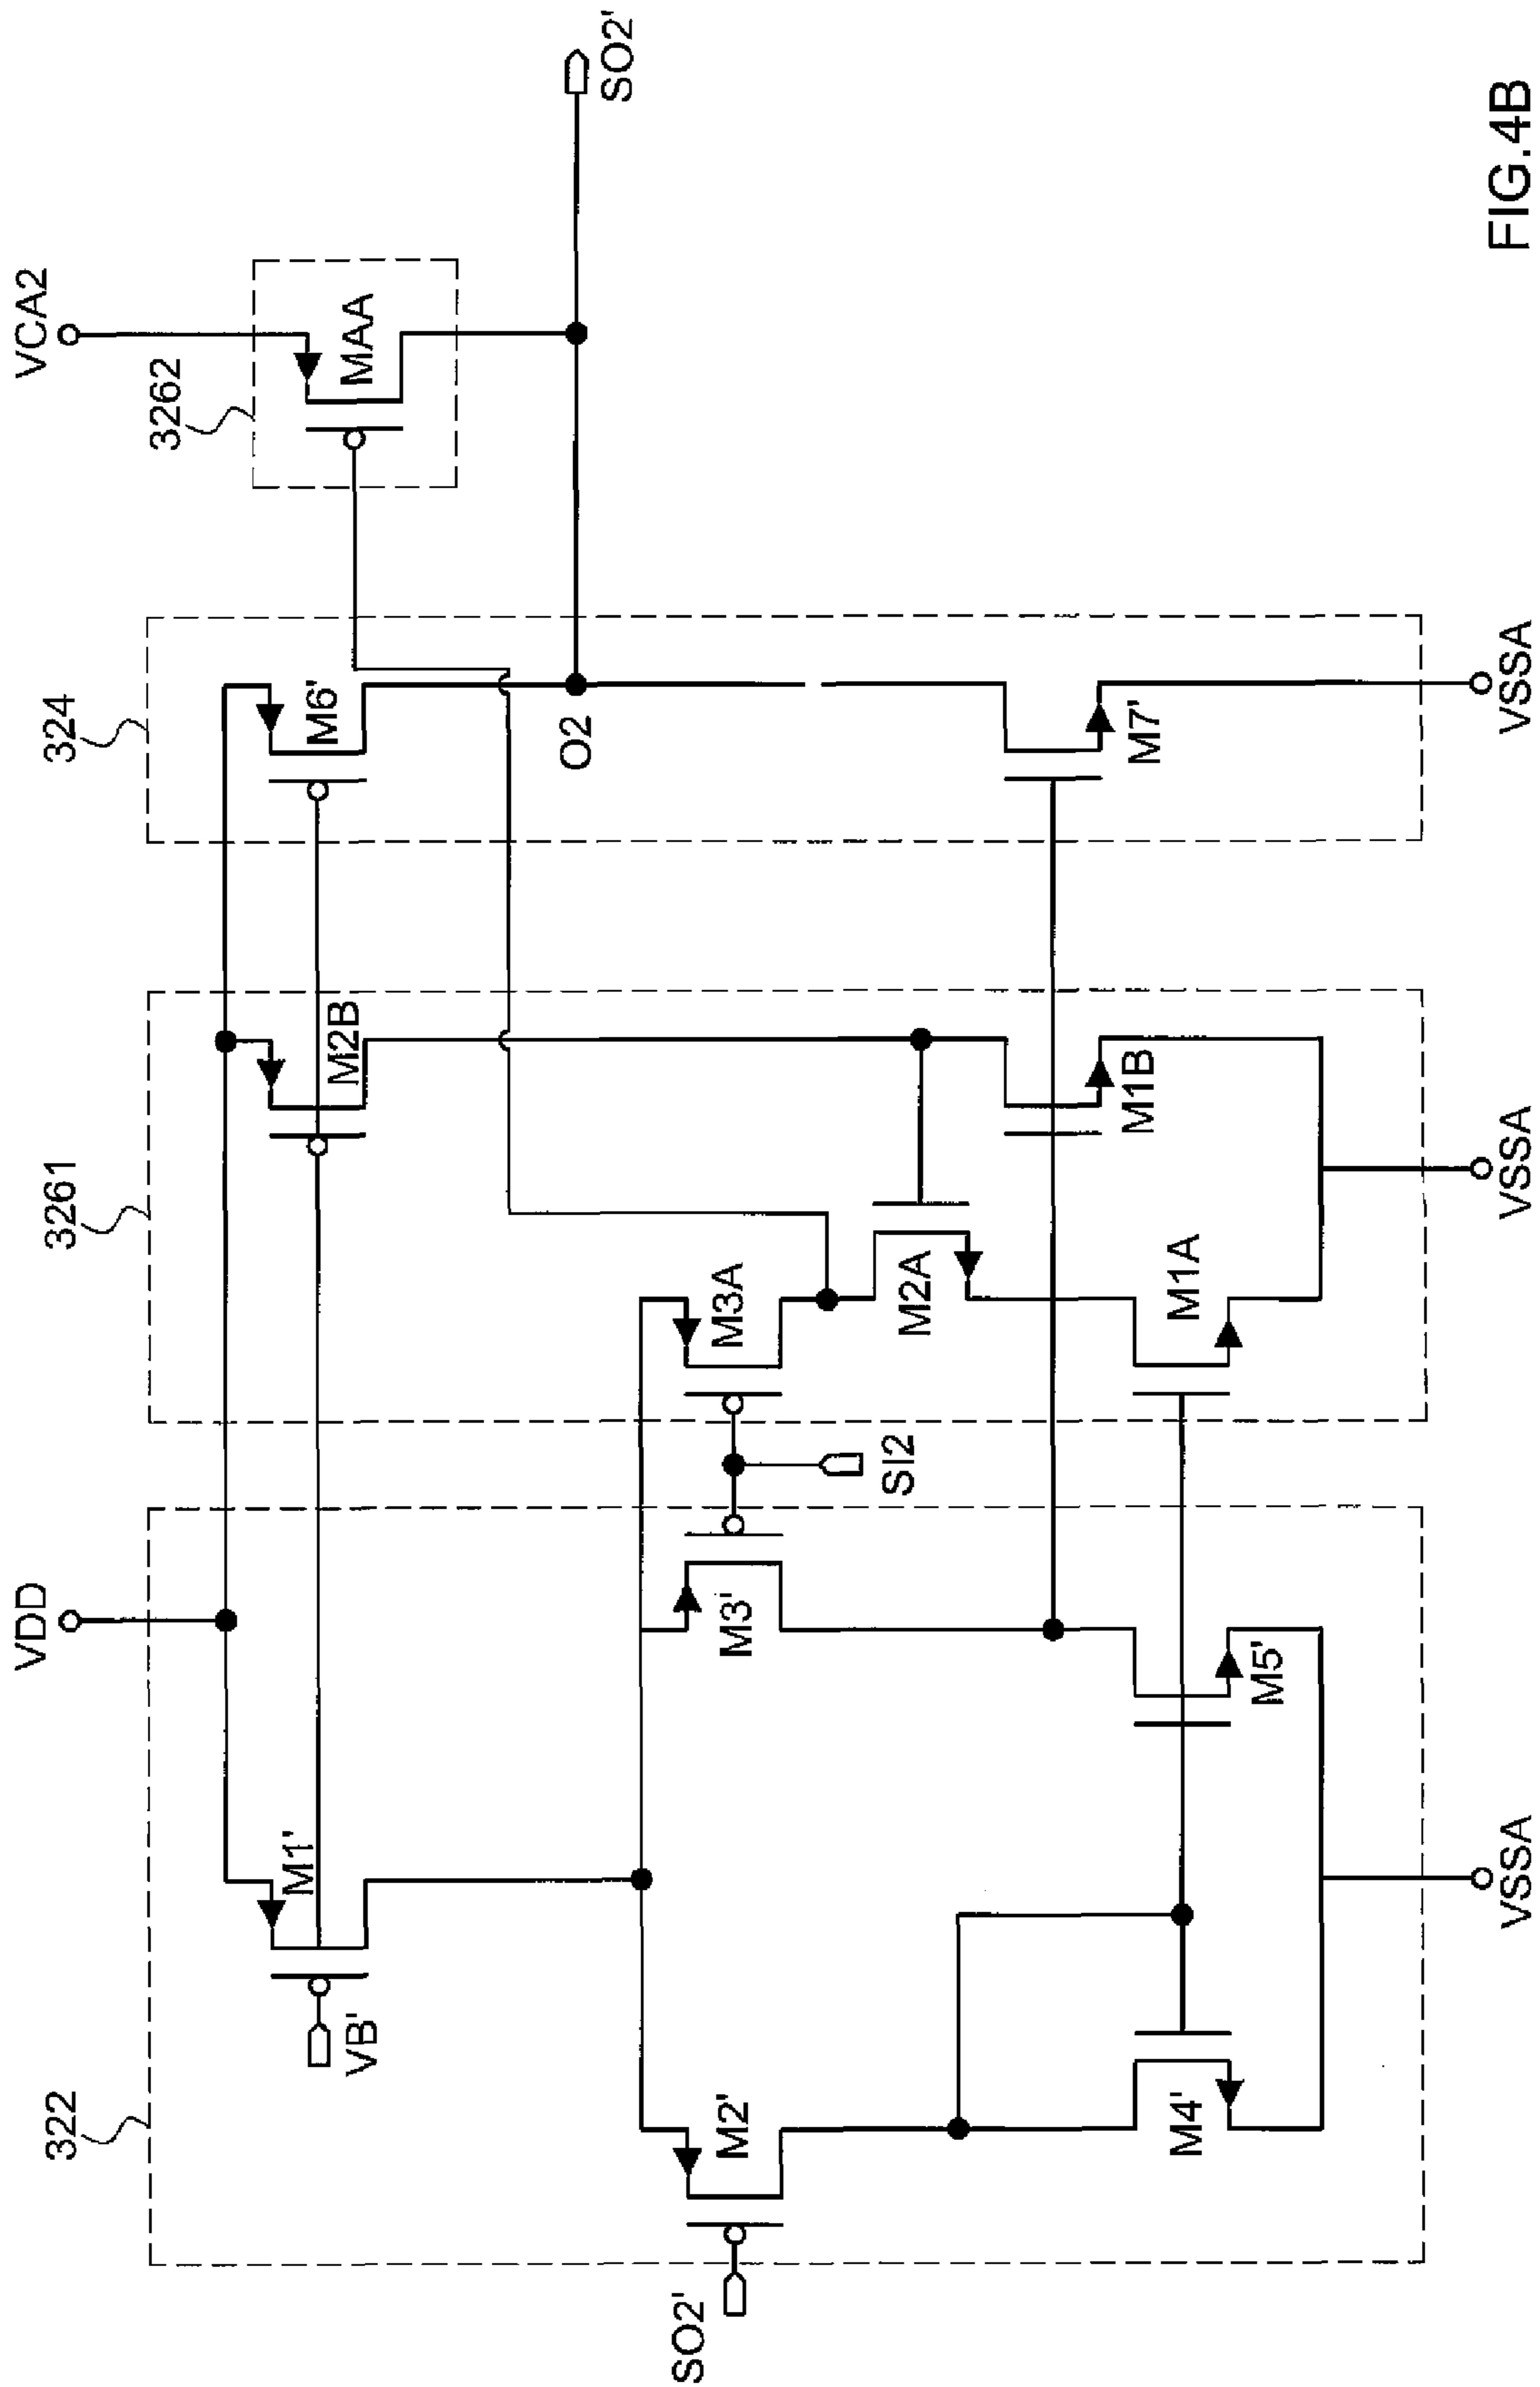 VDD
VCA2
322
3261
324
3262
M1'
M2B
M6'
MAA
VB'
SO2'
SO2'
M2'
M3'
M3A
SI2
O2
M2A
M4'
M5'
M1A
M1B
M7'
VSSA
VSSA
VSSA
FIG.4B